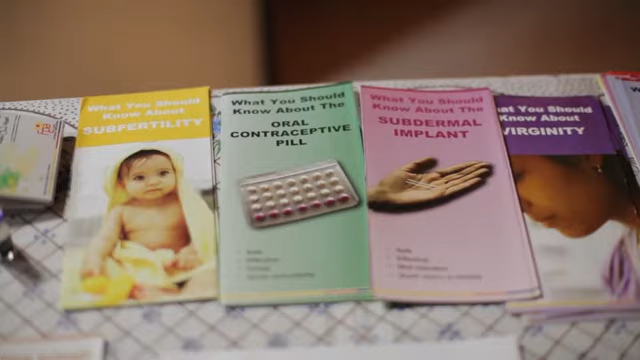 What You Should
Know About
SUBFERTILITY
What You Should
Know About The
ORAL
CONTRACEPTIVE
PILL
What You Should
Know About The
SUBDERMAL
IMPLANT
What You Should
Know About
VIRGINITY